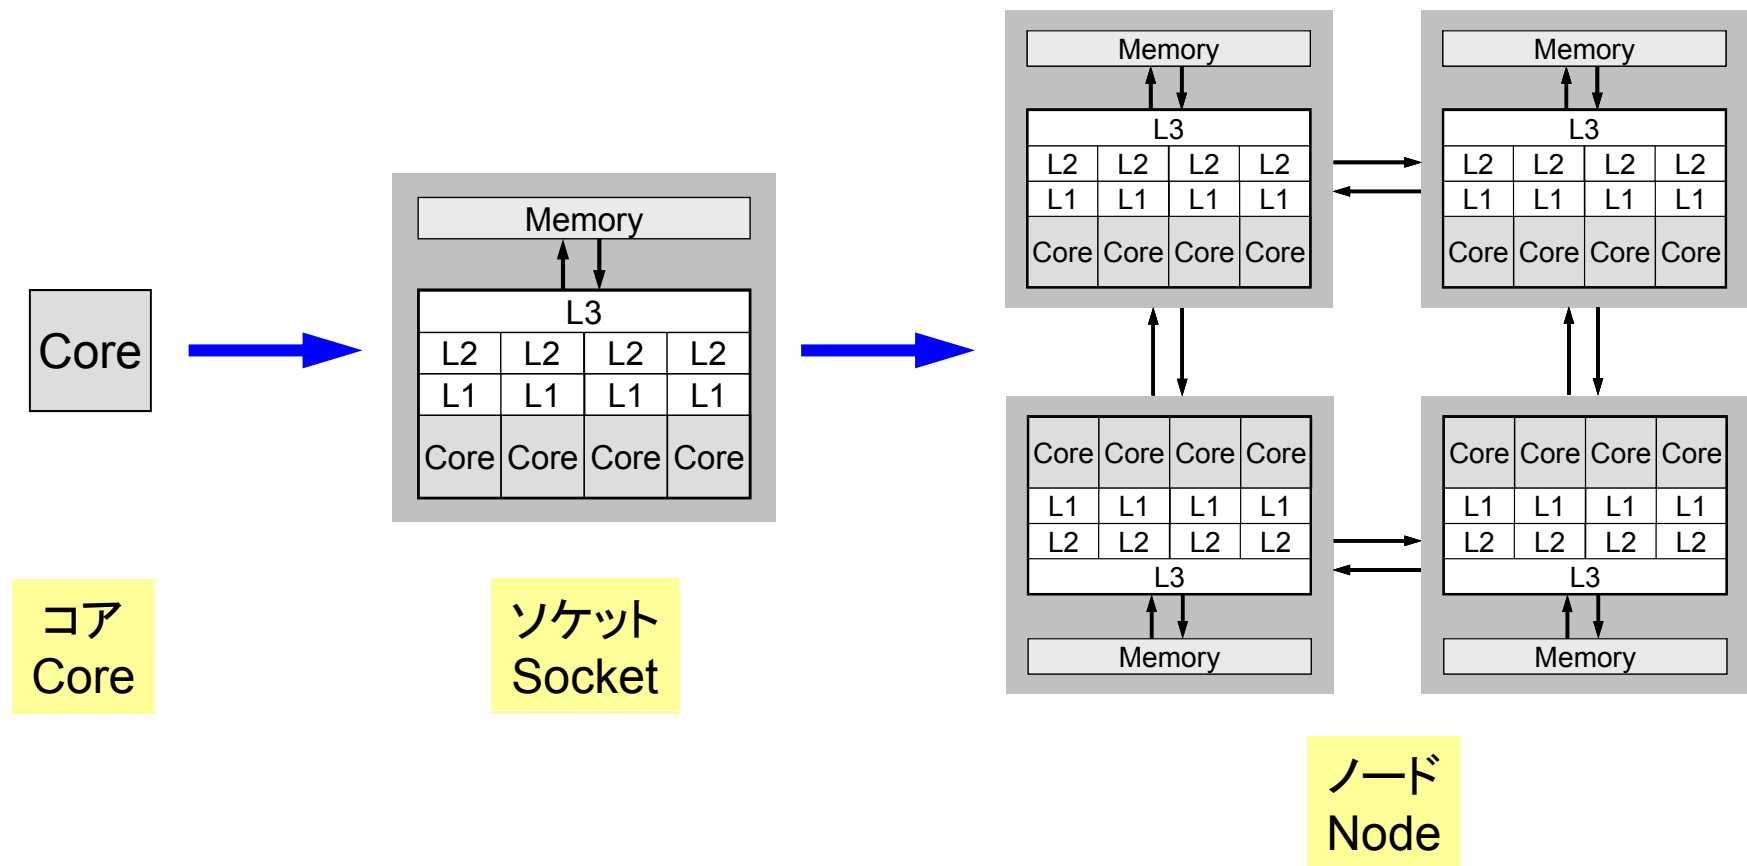 Core
コア
Core
Memory
L3
L2 L2 L2 L2
L1 L1 L1 L1
Core Core Core Core
ソケット
Socket
Memory
L3
L2 L2 L2 L2
L1 L1 L1 L1
Core Core Core Core
Memory
L3
L2 L2 L2 L2
L1 L1 L1 L1
Core Core Core Core
Core Core Core Core
L1 L1 L1 L1
L2 L2 L2 L2
L3
Memory
Core Core Core Core
L1 L1 L1 L1
L2 L2 L2 L2
L3
Memory
ノード
Node